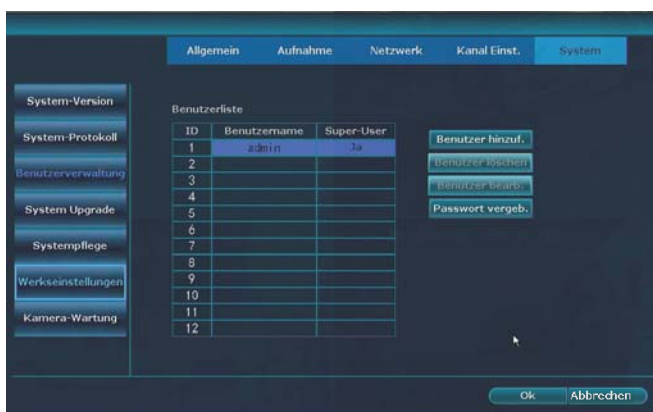 Allgemein Aufnahme Netzwerk Kanal Einst. System
System-Version
System-Protokoll
Benutzerverwaltung
System Upgrade
Systempflege
Werkseinstellungen
Kamera-Wartung
Benutzerliste
ID Benutzername Super-User
1 admin Ja
2
3
4
5
6
7
8
9
10
11
12
Benutzer hinzuf.
Benutzer löschen
Benutzer bearb.
Passwort vergeb.
Ok Abbrechen